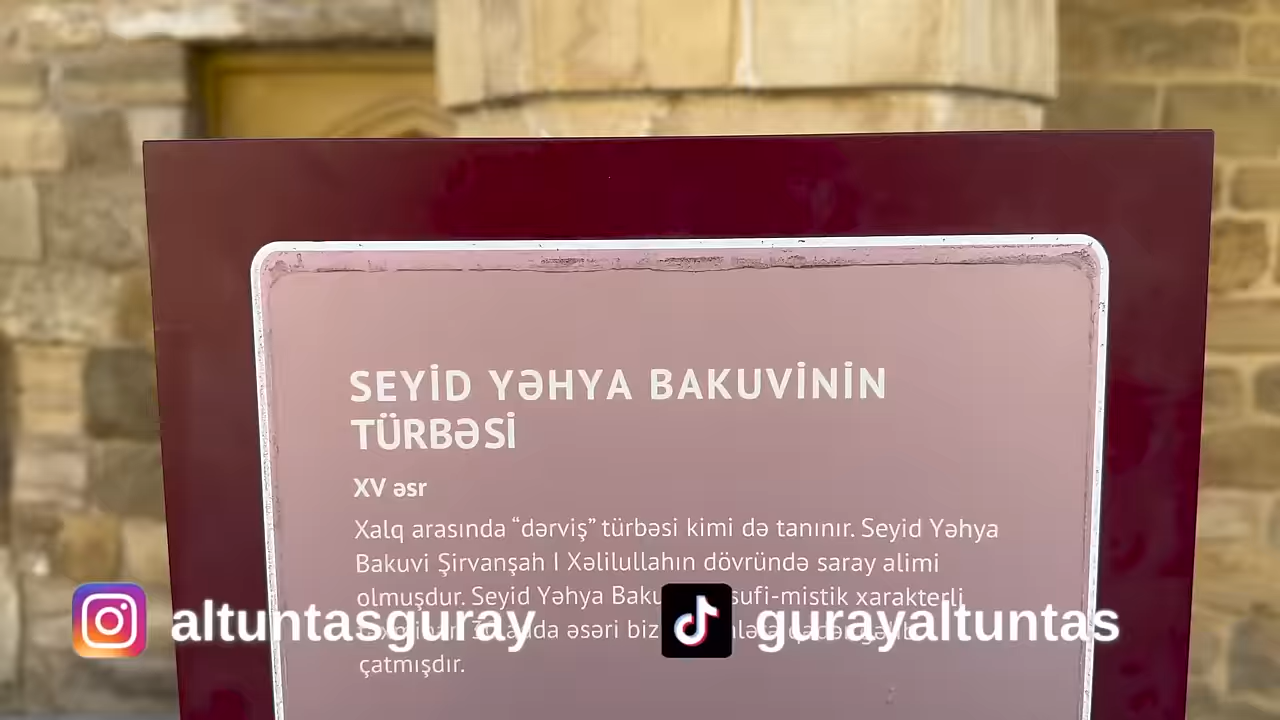 SEYİD YƏHYA BAKUVİNİN
TÜRBƏSİ
XV əsr
Xalq arasında “dərviş” türbəsi kimi də tanınır. Seyid Yəhya
Bakuvi Şirvanşah I Xəlilullahın dövründə saray alimi
olmuşdur. Seyid Yəhya sufi-mistik xarakterli
əsəri
çatmışdır.
altuntasguray
gurayaltuntas